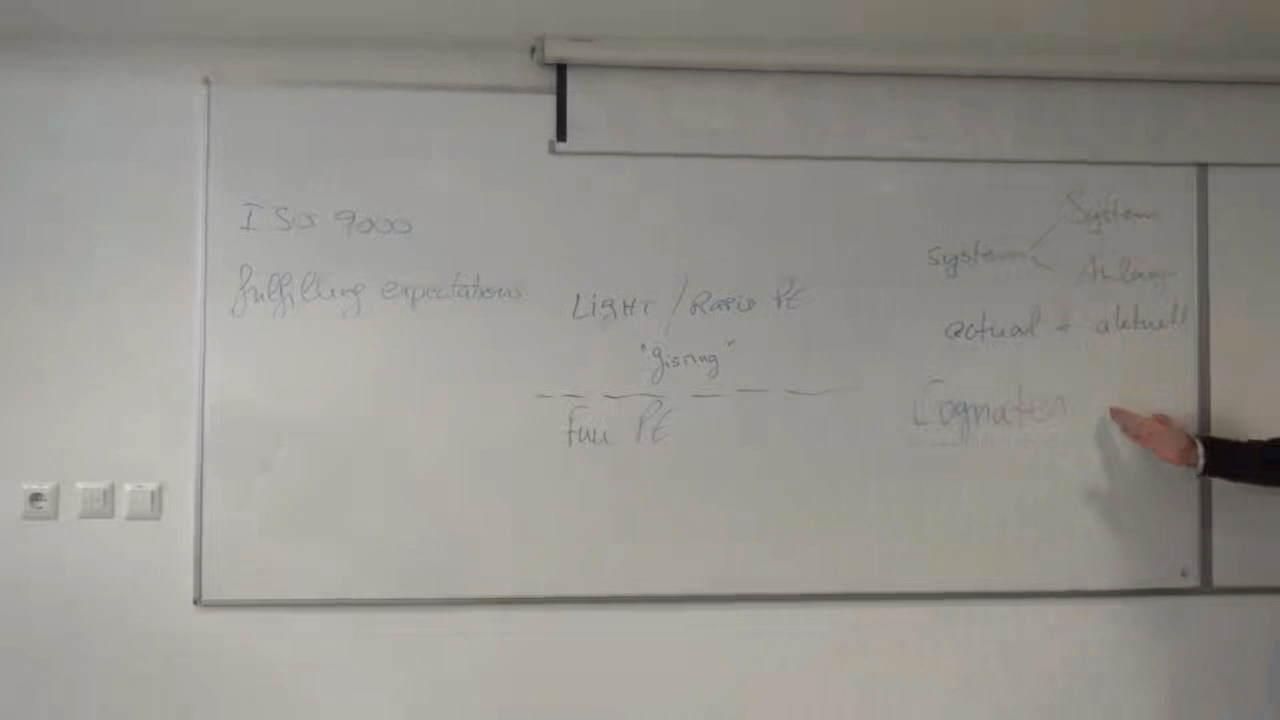 ISO 9000
fulfilling expectations
LIGHT / RAPID PE
"Gisting"
Full PE
System
system
Anlage
actual + aktuell
Cognates